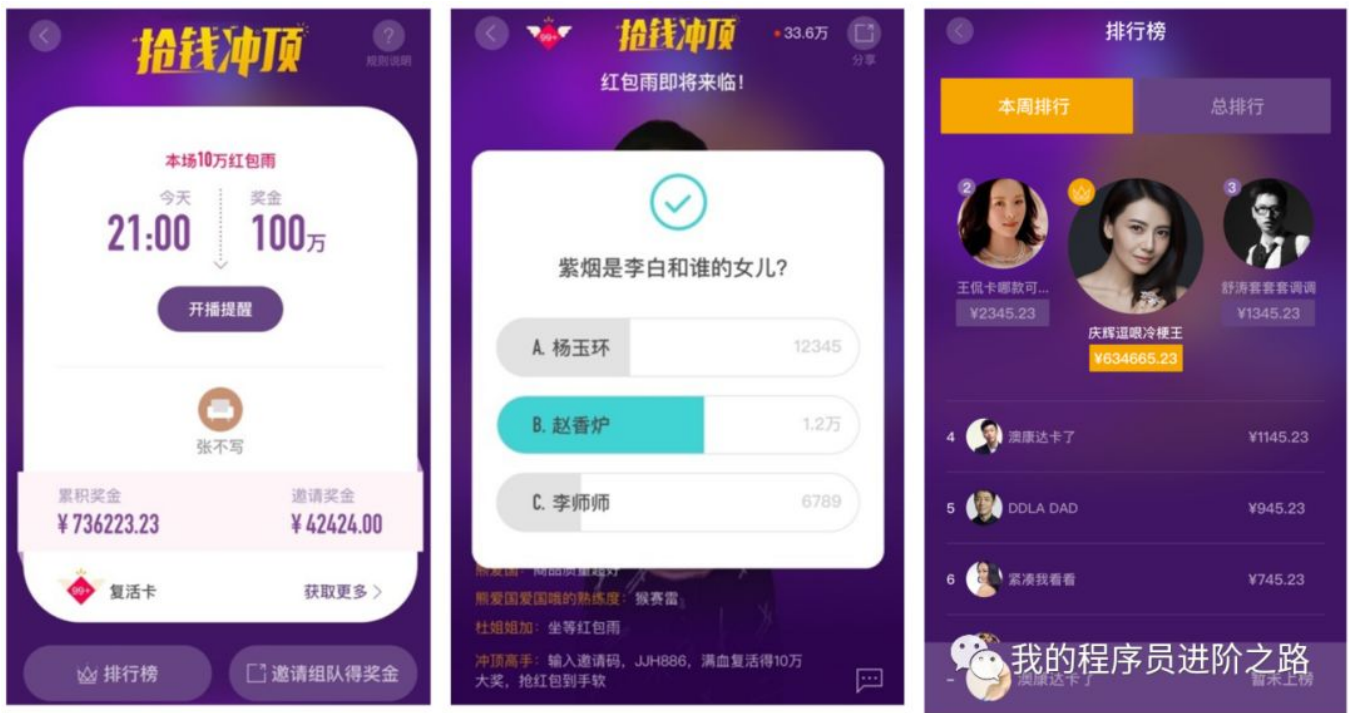 抢钱冲顶
?
规则说明
本场10万红包雨
今天
21:00
奖金
100万
开播提醒
张不写
累积奖金
¥736223.23
邀请奖金
¥42424.00
99+
复活卡
获取更多 >
排行榜
邀请组队得奖金
99+
抢钱冲顶
33.6万
分享
红包雨即将来临!
紫烟是李白和谁的女儿?
A. 杨玉环
12345
B. 赵香炉
1.2万
C. 李师师
6789
熊爱国: 商品质量超好
熊爱国爱国哦的熟练度: 猴赛雷
杜姐姐加: 坐等红包雨
冲顶高手: 输入邀请码, JJH886, 满血复活得10万
大奖, 抢红包到手软
排行榜
本周排行
总排行
2
王侃卡哪款可...
¥2345.23
庆辉逗哏冷梗王
¥634665.23
3
舒涛套套套调调
¥1345.23
4
澳康达卡了
¥1145.23
5
DDLA DAD
¥945.23
6
紧凑我看看
¥745.23
我的程序员进阶之路
-
澳康达卡了
暂未上榜